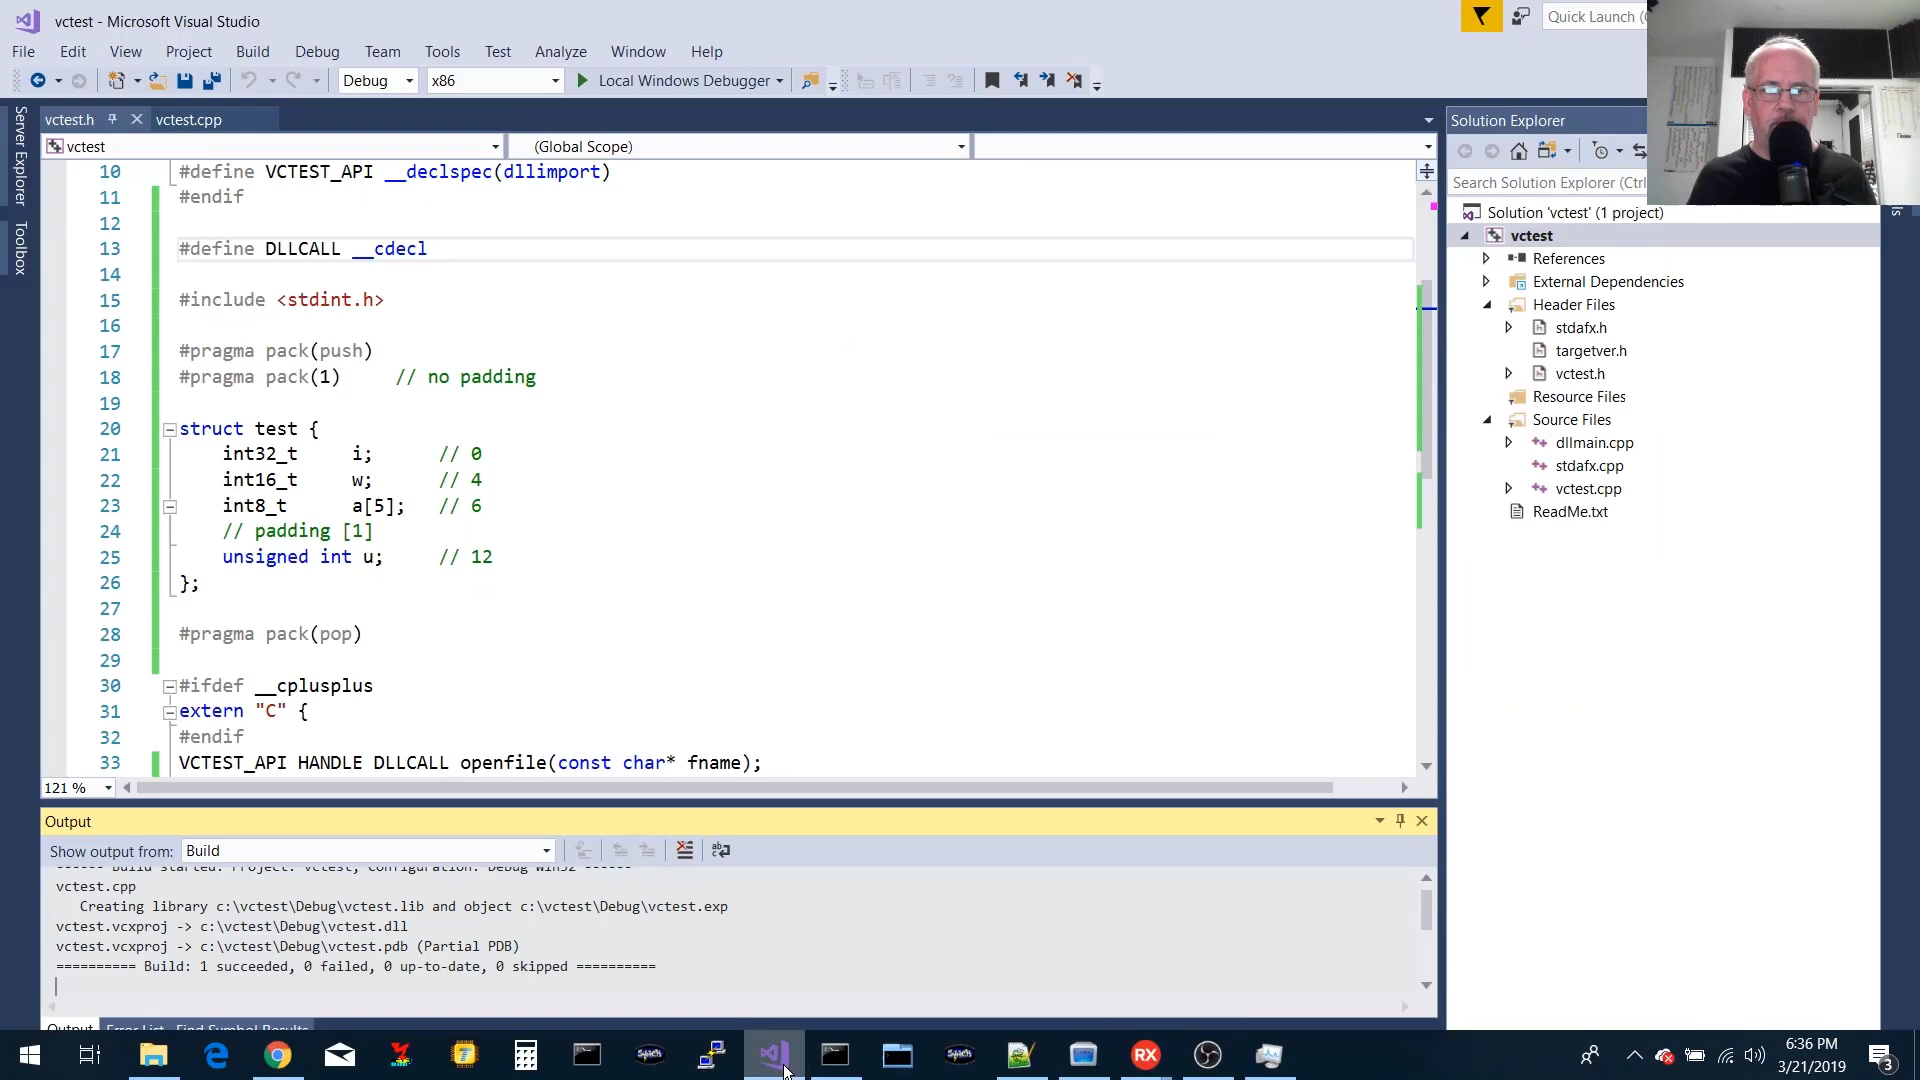 vctest - Microsoft Visual Studio
Quick Launch (C
File Edit View Project Build Debug Team Tools Test Analyze Window Help
Debug x86 Local Windows Debugger
Server Explorer
Toolbox
vctest.h vctest.cpp
vctest (Global Scope)
10 #define VCTEST_API __declspec(dllimport)
11 #endif
12
13 #define DLLCALL __cdecl
14
15 #include <stdint.h>
16
17 #pragma pack(push)
18 #pragma pack(1) // no padding
19
20 struct test {
21 int32_t i; // 0
22 int16_t w; // 4
23 int8_t a[5]; // 6
24 // padding [1]
25 unsigned int u; // 12
26 };
27
28 #pragma pack(pop)
29
30 #ifdef __cplusplus
31 extern "C" {
32 #endif
33 VCTEST_API HANDLE DLLCALL openfile(const char* fname);
121 %
Output
Show output from: Build
------ Build started: Project: vctest, Configuration: Debug Win32 ------
vctest.cpp
Creating library c:\vctest\Debug\vctest.lib and object c:\vctest\Debug\vctest.exp
vctest.vcxproj -> c:\vctest\Debug\vctest.dll
vctest.vcxproj -> c:\vctest\Debug\vctest.pdb (Partial PDB)
========== Build: 1 succeeded, 0 failed, 0 up-to-date, 0 skipped ==========
Output Error List Find Symbol Results
Solution Explorer
Search Solution Explorer (Ctrl
Solution 'vctest' (1 project)
vctest
References
External Dependencies
Header Files
stdafx.h
targetver.h
vctest.h
Resource Files
Source Files
dllmain.cpp
stdafx.cpp
vctest.cpp
ReadMe.txt
RX
6:36 PM
3/21/2019
3